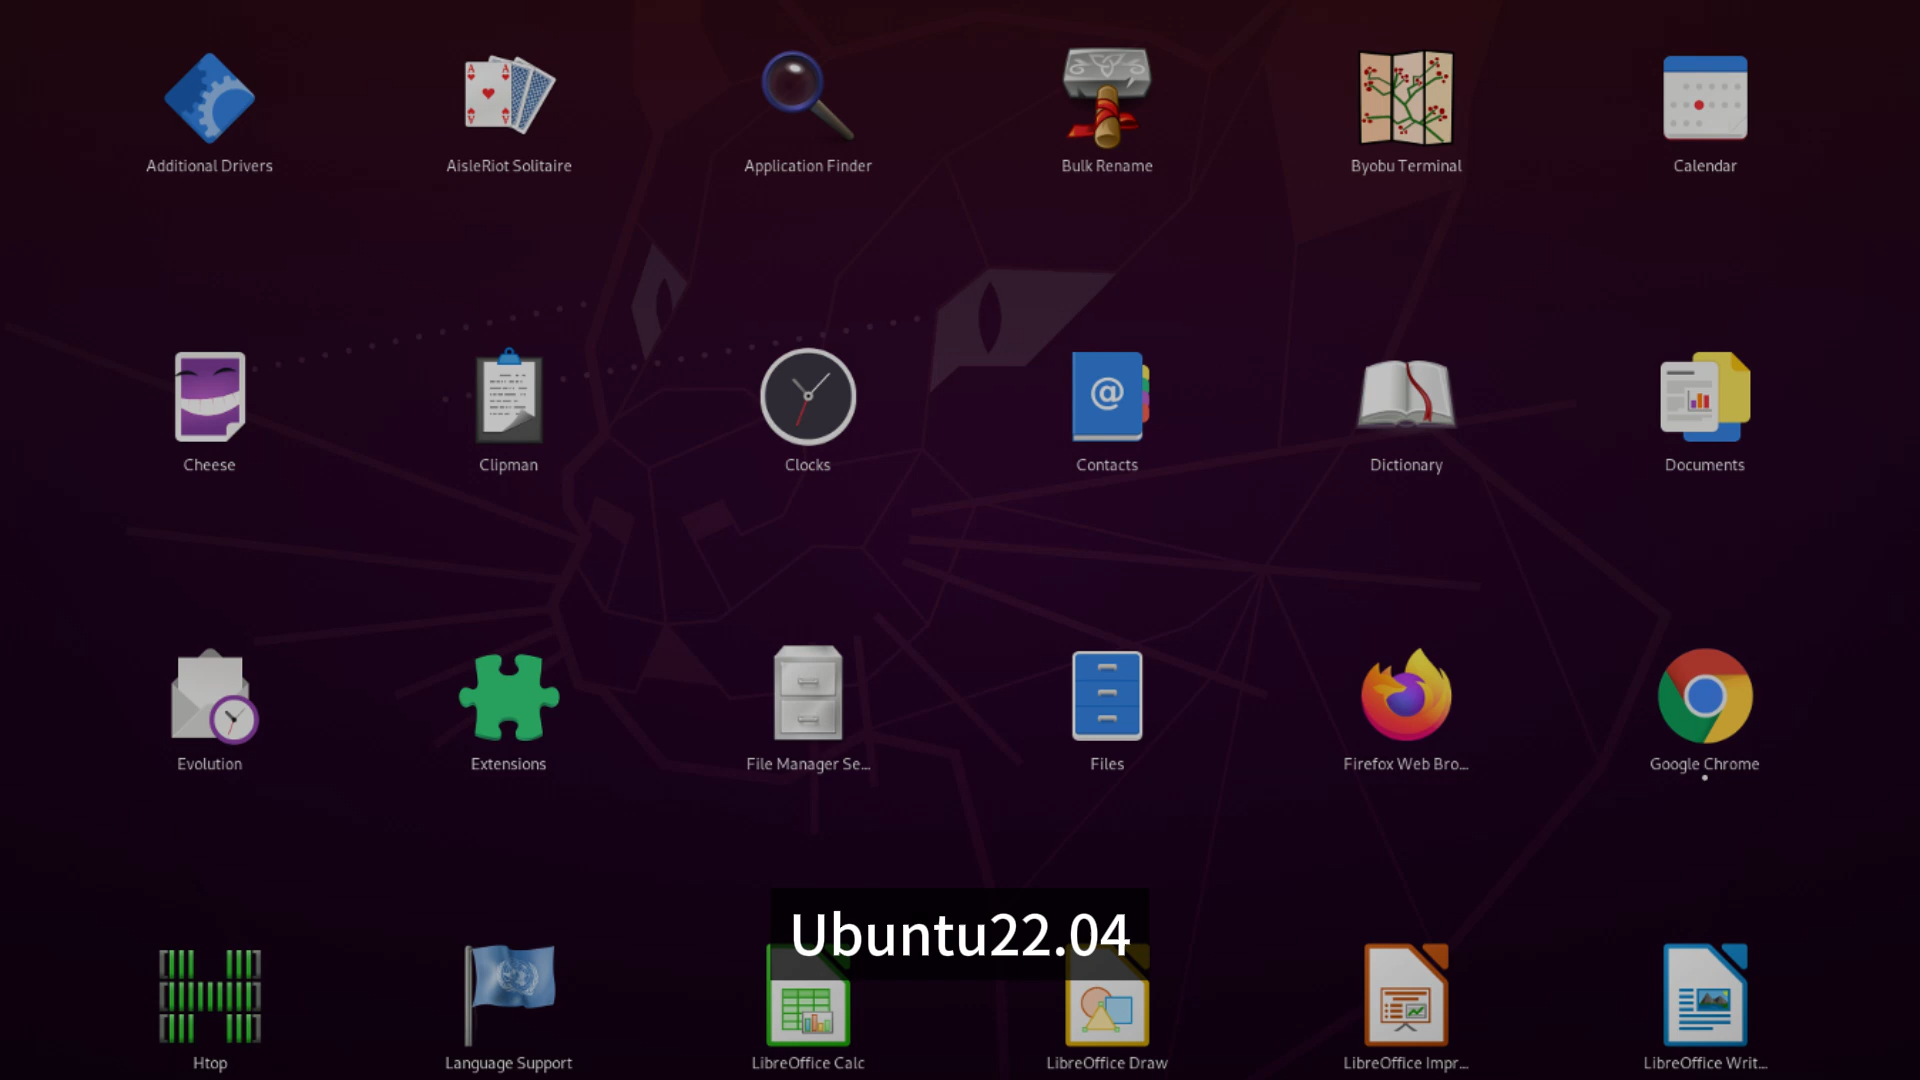 Additional Drivers
AisleRiot Solitaire
Application Finder
Bulk Rename
Byobu Terminal
Calendar
Cheese
Clipman
Clocks
Contacts
Dictionary
Documents
Evolution
Extensions
File Manager Se...
Files
Firefox Web Bro...
Google Chrome
Ubuntu22.04
Htop
Language Support
LibreOffice Calc
LibreOffice Draw
LibreOffice Impr...
LibreOffice Writ...